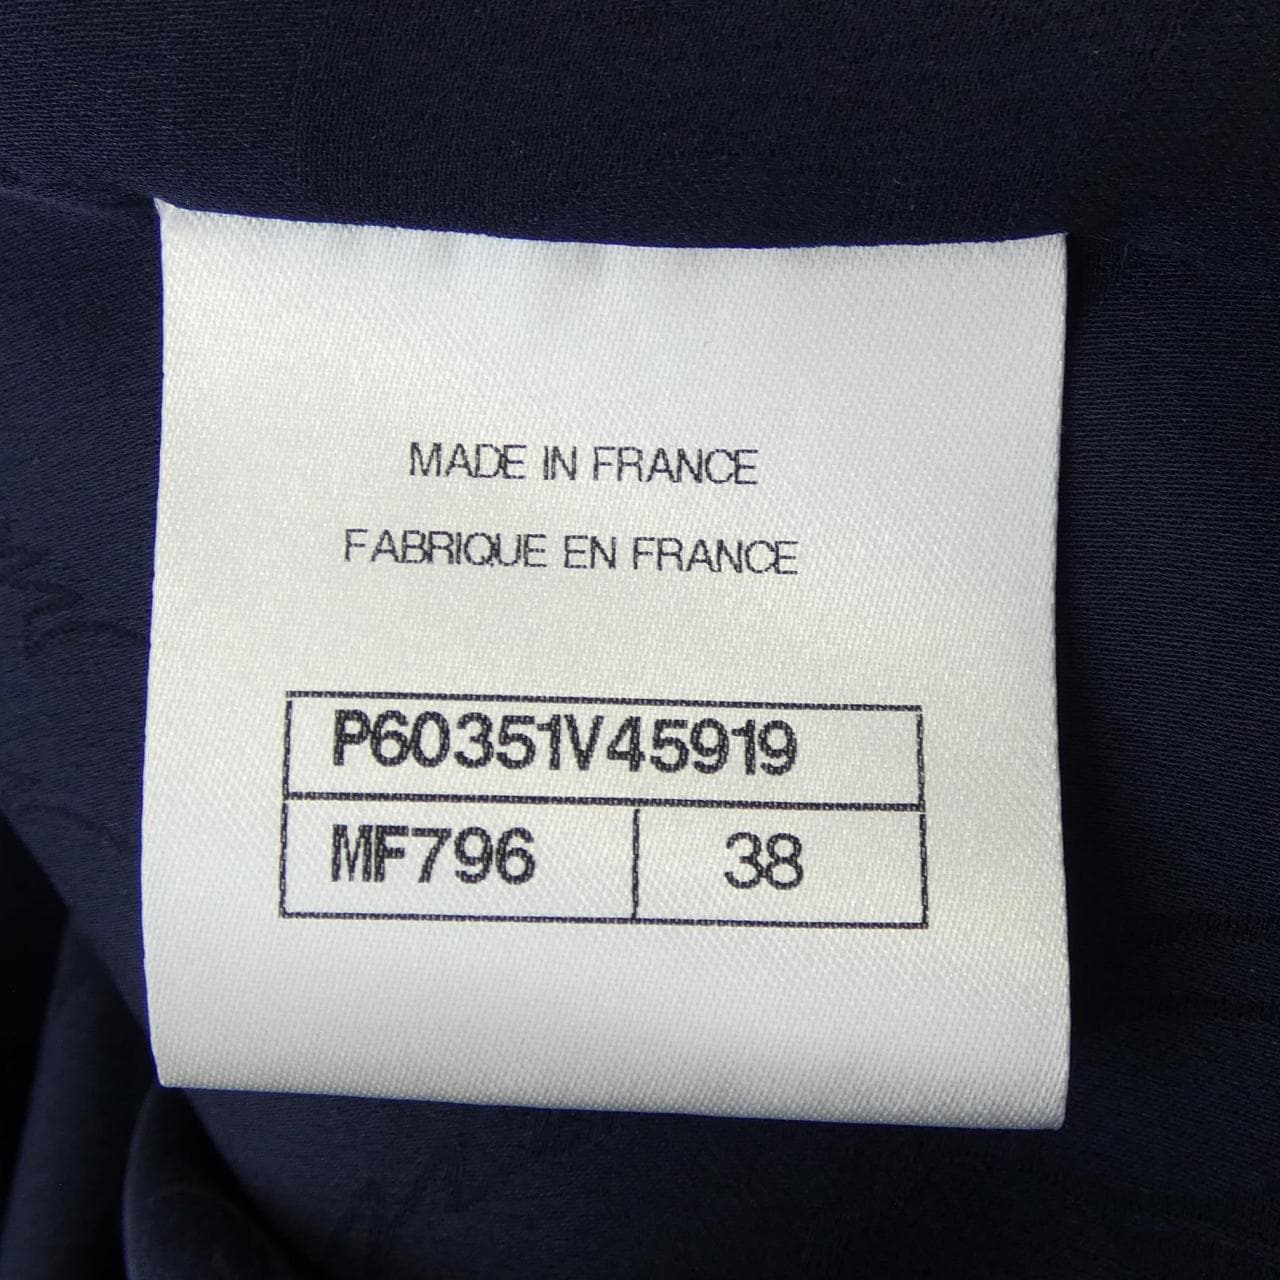 MADE IN FRANCE
FABRIQUE EN FRANCE
P60351V45919
MF796 38